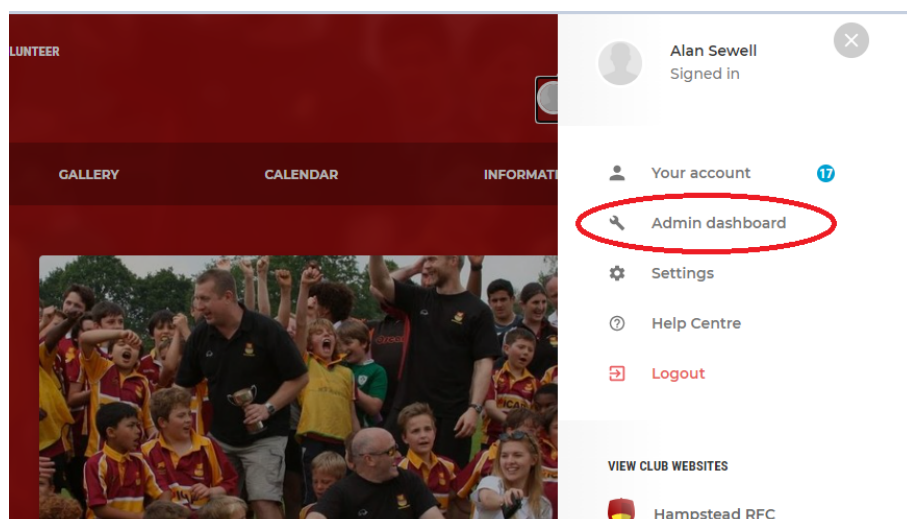 LUNTEER
GALLERY
CALENDAR
INFORMATI
Alan Sewell
Signed in
Your account
17
Admin dashboard
Settings
Help Centre
Logout
VIEW CLUB WEBSITES
Hampstead RFC